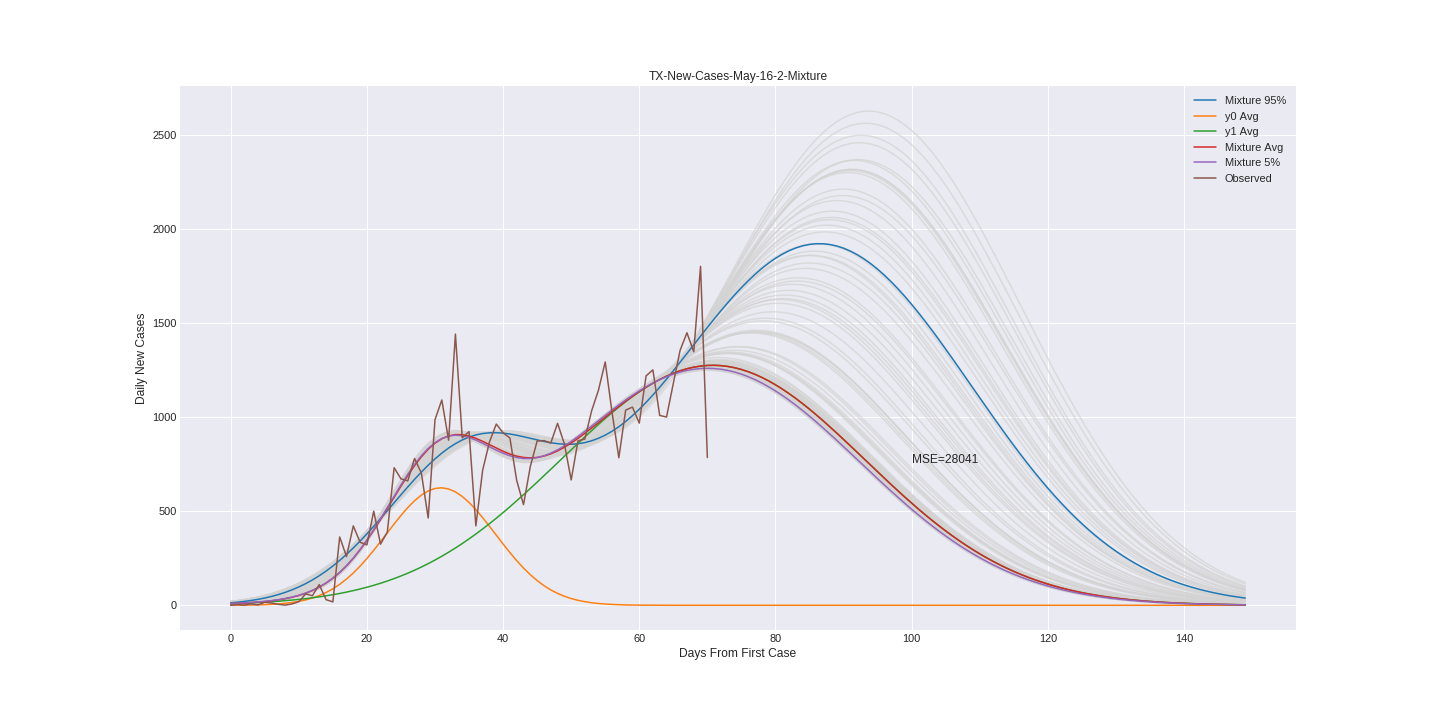 TX-New-Cases-May-16-2-Mixture
Mixture 95%
y0 Avg
y1 Avg
Mixture Avg
Mixture 5%
Observed
2500
2000
1500
1000
500
0
Daily New Cases
MSE=28041
0 20 40 60 80 100 120 140
Days From First Case